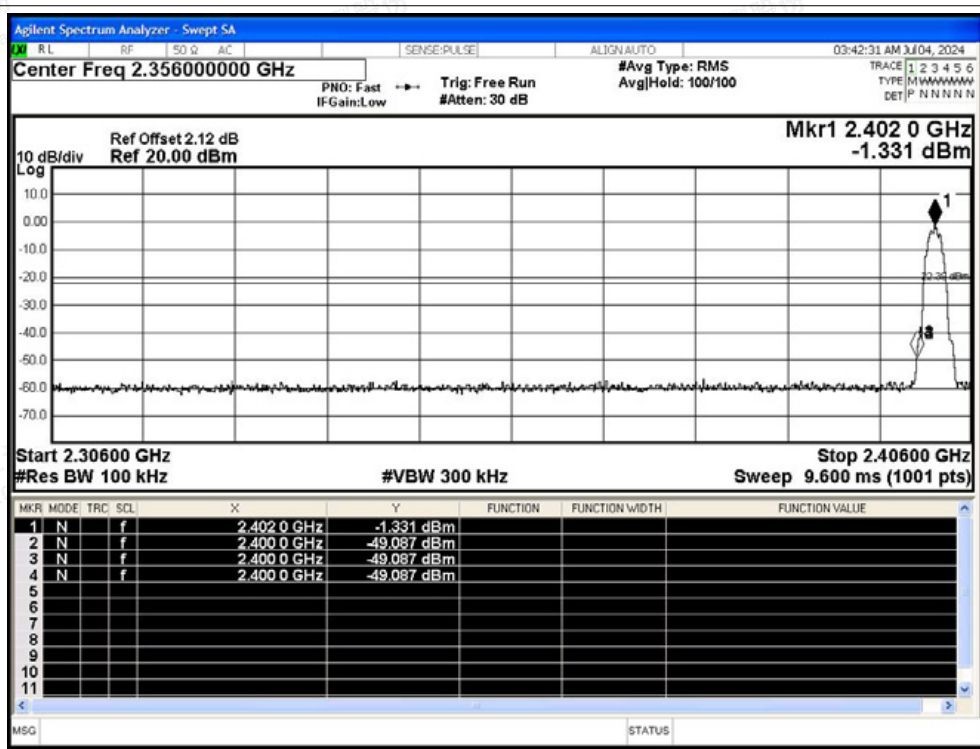 Agilent Spectrum Analyzer - Swept SA
RL RF 50 Ω AC SENSE:PULSE ALIGN AUTO 03:42:31 AM Jul 04, 2024
Center Freq 2.356000000 GHz
PNO: Fast Trig: Free Run #Avg Type: RMS TRACE 1 2 3 4 5 6
IFGain:Low #Atten: 30 dB Avg|Hold: 100/100 TYPE MWWWWW
DET P N N N N N
Mkr1 2.402 0 GHz
-1.331 dBm
Ref Offset 2.12 dB
10 dB/div Ref 20.00 dBm
Log
10.0
0.00
-10.0
-20.0
-30.0
-40.0
-50.0
-60.0
-70.0
1
Start 2.30600 GHz Stop 2.40600 GHz
#Res BW 100 kHz #VBW 300 kHz Sweep 9.600 ms (1001 pts)
MKR MODE TRC SCL X Y FUNCTION FUNCTION WIDTH FUNCTION VALUE
1 N f 2.402 0 GHz -1.331 dBm
2 N f 2.400 0 GHz -49.087 dBm
3 N f 2.400 0 GHz -49.087 dBm
4 N f 2.400 0 GHz -49.087 dBm
5
6
7
8
9
10
11
MSG STATUS